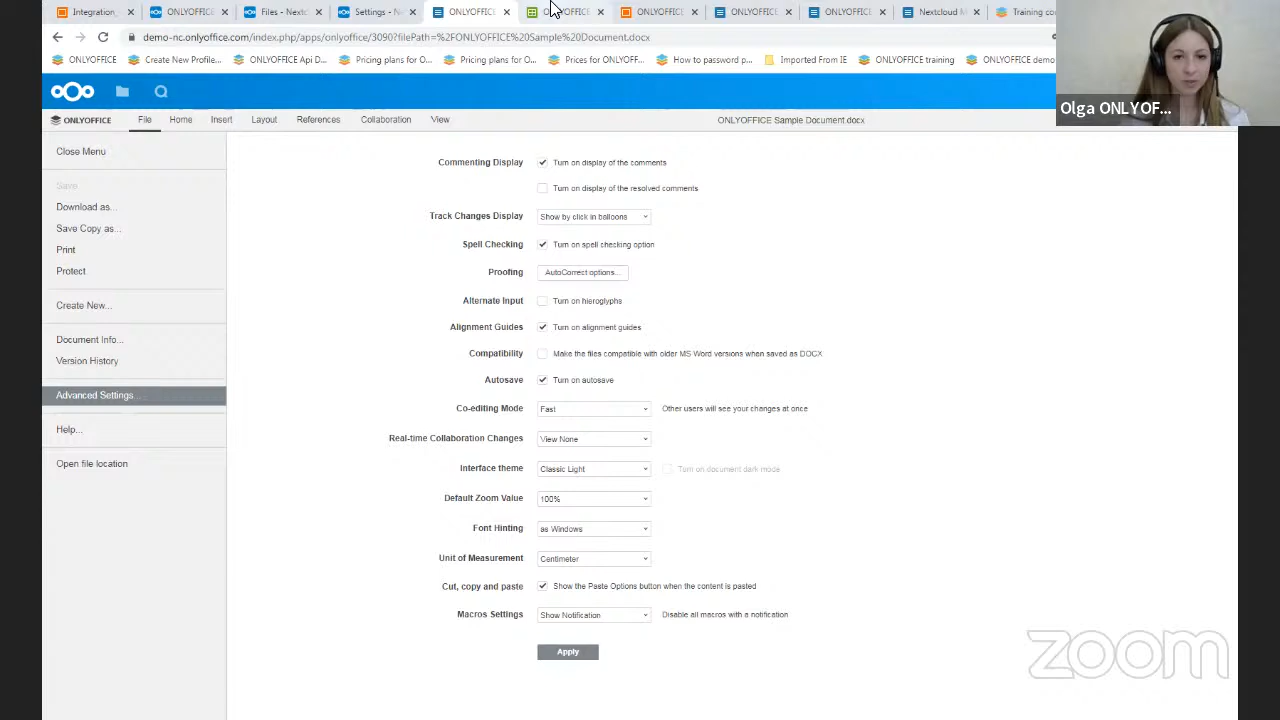 Integration,
ONLYOFFICE
Files - Nextc
Settings - N
ONLYOFFICE
ONLYOFFICE
ONLYOFFICE
ONLYOFFICE
ONLYOFFICE
Nextcloud M
Training.co
demo-nc.onlyoffice.com/index.php/apps/onlyoffice/3090?filePath=%2FONLYOFFICE%20Sample%20Document.docx
ONLYOFFICE
Create New Profile...
ONLYOFFICE Api D...
Pricing plans for O...
Pricing plans for O...
Prices for ONLYOFF...
How to password p...
Imported From IE
ONLYOFFICE training
ONLYOFFICE demo
Olga ONLYOF...
ONLYOFFICE
File
Home
Insert
Layout
References
Collaboration
View
ONLYOFFICE Sample Document.docx
Close Menu
Save
Download as...
Save Copy as...
Print
Protect
Create New...
Document Info...
Version History
Advanced Settings...
Help...
Open file location
Commenting Display
Turn on display of the comments
Turn on display of the resolved comments
Track Changes Display
Show by click in balloons
Spell Checking
Turn on spell checking option
Proofing
AutoCorrect options...
Alternate Input
Turn on hieroglyphs
Alignment Guides
Turn on alignment guides
Compatibility
Make the files compatible with older MS Word versions when saved as DOCX
Autosave
Turn on autosave
Co-editing Mode
Fast
Other users will see your changes at once
Real-time Collaboration Changes
View None
Interface theme
Classic Light
Turn on document dark mode
Default Zoom Value
100%
Font Hinting
as Windows
Unit of Measurement
Centimeter
Cut, copy and paste
Show the Paste Options button when the content is pasted
Macros Settings
Show Notification
Disable all macros with a notification
Apply
zoom